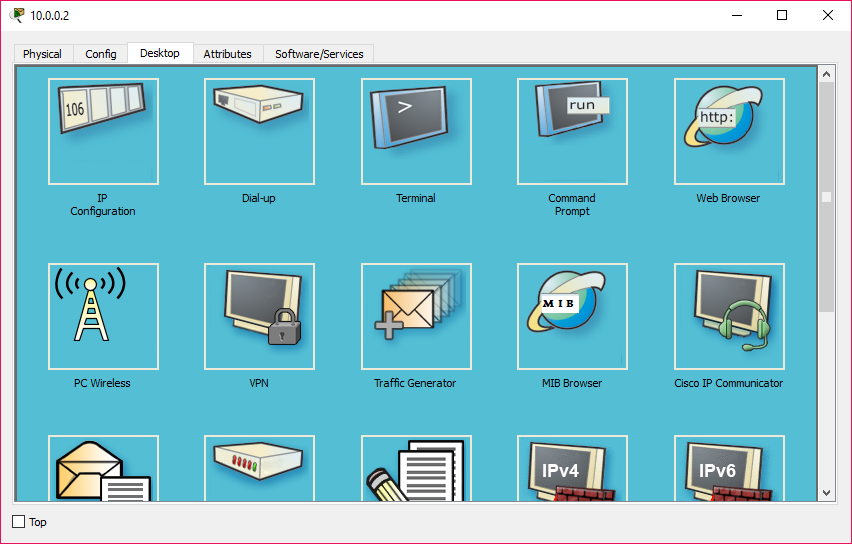 10.0.0.2
Physical
Config
Desktop
Attributes
Software/Services
106
>
run
http:
IP
Configuration
Dial-up
Terminal
Command
Prompt
Web Browser
MIB
PC Wireless
VPN
Traffic Generator
MIB Browser
Cisco IP Communicator
IPv4
IPv6
Top